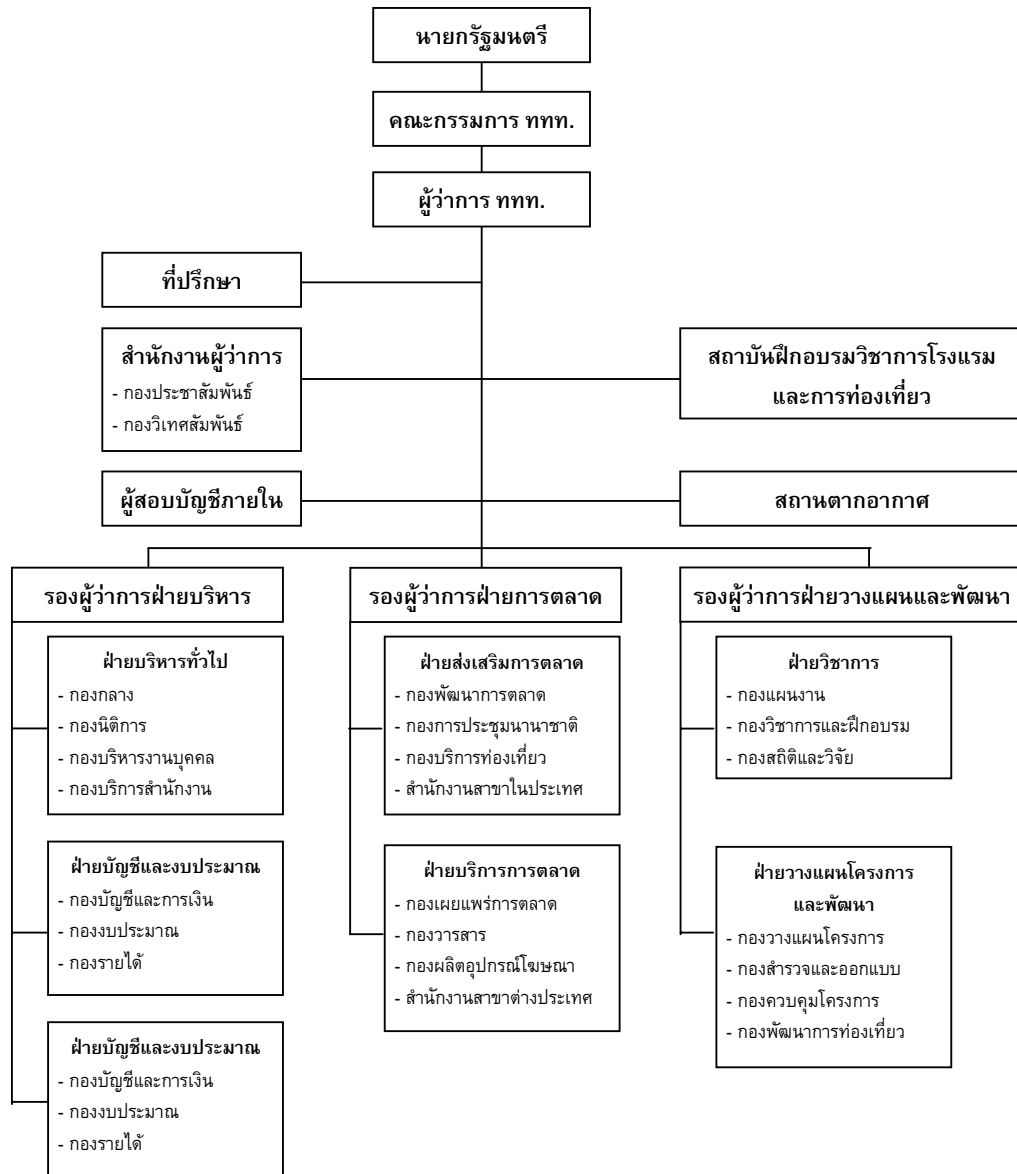 นายกรัฐมนตรี
คณะกรรมการ ททท.
ผู้ว่าการ ททท.
ที่ปรึกษา
สำนักงานผู้ว่าการ
- กองประชาสัมพันธ์
- กองวิเทศสัมพันธ์
สถาบันฝึกอบรมวิชาการโรงแรม
และการท่องเที่ยว
ผู้สอบบัญชีภายใน
สถานตากอากาศ
รองผู้ว่าการฝ่ายบริหาร
ฝ่ายบริหารทั่วไป
- กองกลาง
- กองนิติการ
- กองบริหารงานบุคคล
- กองบริการสำนักงาน
ฝ่ายบัญชีและงบประมาณ
- กองบัญชีและการเงิน
- กองงบประมาณ
- กองรายได้
ฝ่ายบัญชีและงบประมาณ
- กองบัญชีและการเงิน
- กองงบประมาณ
- กองรายได้
รองผู้ว่าการฝ่ายการตลาด
ฝ่ายส่งเสริมการตลาด
- กองพัฒนาการตลาด
- กองการประชุมนานาชาติ
- กองบริการท่องเที่ยว
- สำนักงานสาขาในประเทศ
ฝ่ายบริการการตลาด
- กองเผยแพร่การตลาด
- กองวารสาร
- กองผลิตอุปกรณ์โฆษณา
- สำนักงานสาขาต่างประเทศ
รองผู้ว่าการฝ่ายวางแผนและพัฒนา
ฝ่ายวิชาการ
- กองแผนงาน
- กองวิชาการและฝึกอบรม
- กองสถิติและวิจัย
ฝ่ายวางแผนโครงการ
และพัฒนา
- กองวางแผนโครงการ
- กองสำรวจและออกแบบ
- กองควบคุมโครงการ
- กองพัฒนาการท่องเที่ยว